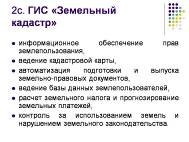 2с. ГИС «Земельный
кадастр»
информационное обеспечение прав
землепользования,
ведение кадастровой карты,
автоматизация подготовки и выпуска
земельно-правовых документов,
ведение базы данных землепользователей,
расчет земельного налога и прогнозирование
земельных платежей,
контроль за использованием земель и
нарушением земельного законодательства.